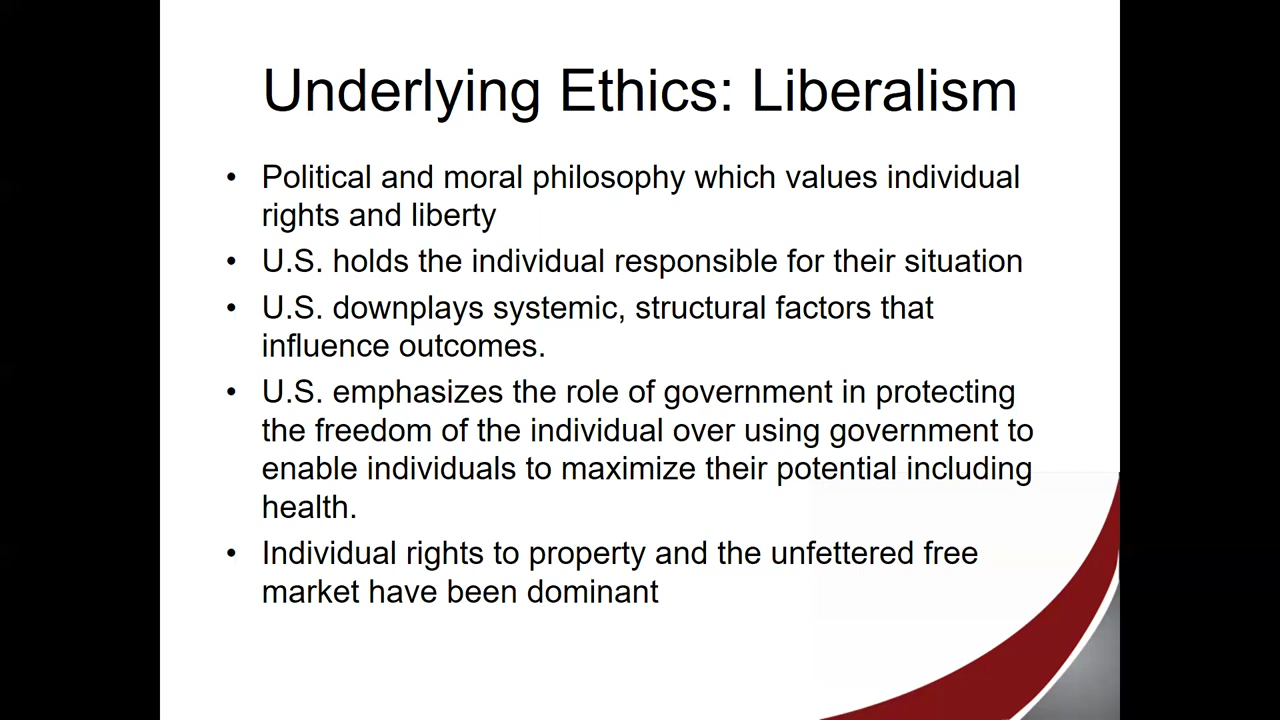 Underlying Ethics: Liberalism
• Political and moral philosophy which values individual
rights and liberty
• U.S. holds the individual responsible for their situation
• U.S. downplays systemic, structural factors that
influence outcomes.
• U.S. emphasizes the role of government in protecting
the freedom of the individual over using government to
enable individuals to maximize their potential including
health.
• Individual rights to property and the unfettered free
market have been dominant